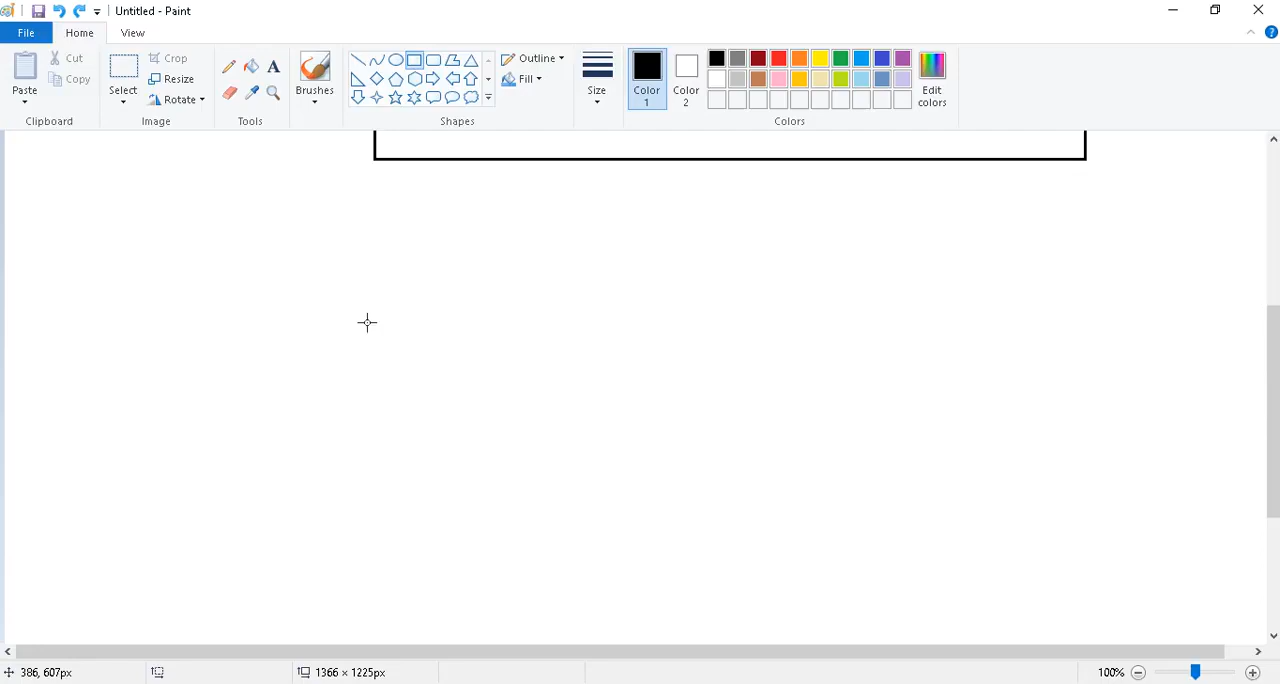 Untitled - Paint
File Home View
Paste
Cut
Copy
Clipboard
Select
Crop
Resize
Rotate
Image
A
Tools
Brushes
Shapes
Outline
Fill
Size
Color 1
Color 2
Colors
Edit colors
386, 607px
1366 × 1225px
100%